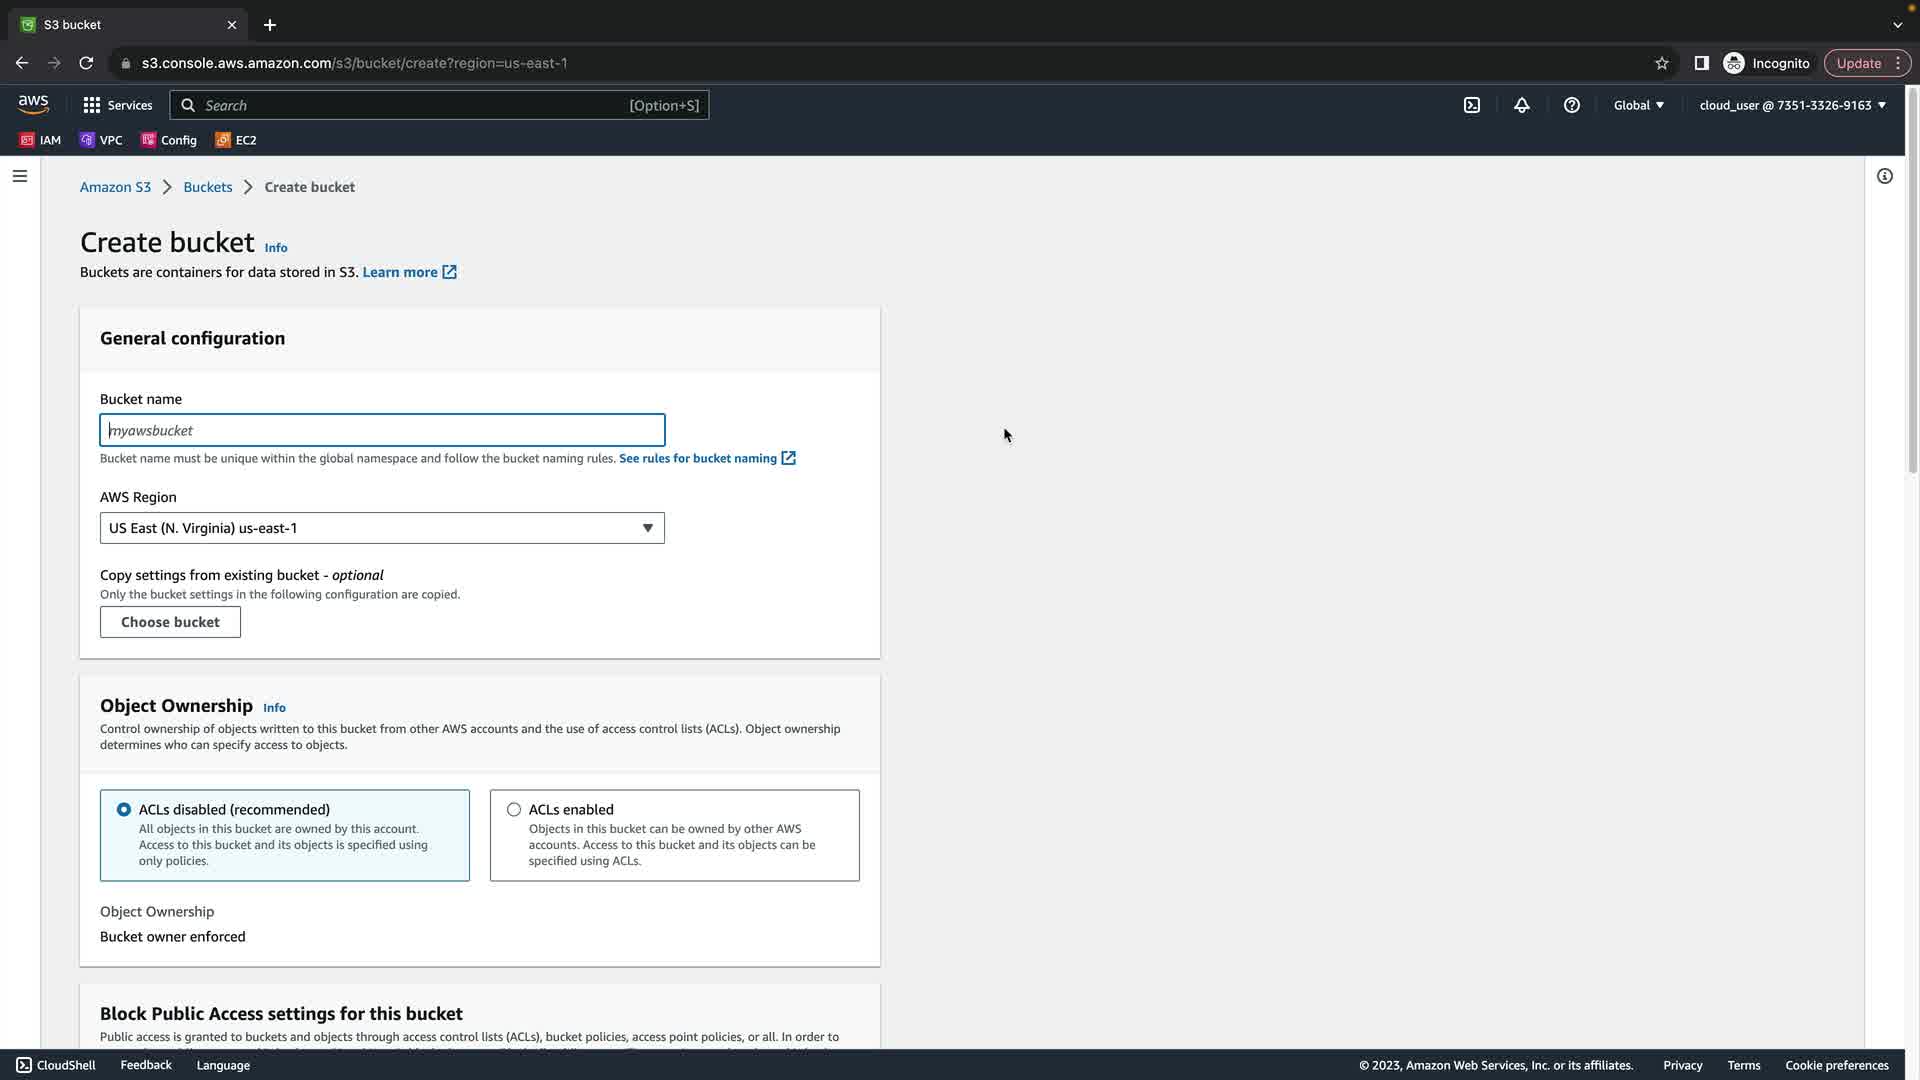 S3 bucket
s3.console.aws.amazon.com/s3/bucket/create?region=us-east-1
Incognito
Update
aws
Services
Search
[Option+S]
Global
cloud_user @ 7351-3326-9163
IAM
VPC
Config
EC2
Amazon S3
Buckets
Create bucket
Create bucket Info
Buckets are containers for data stored in S3. Learn more
General configuration
Bucket name
myawsbucket
Bucket name must be unique within the global namespace and follow the bucket naming rules. See rules for bucket naming
AWS Region
US East (N. Virginia) us-east-1
Copy settings from existing bucket - optional
Only the bucket settings in the following configuration are copied.
Choose bucket
Object Ownership Info
Control ownership of objects written to this bucket from other AWS accounts and the use of access control lists (ACLs). Object ownership
determines who can specify access to objects.
ACLs disabled (recommended)
All objects in this bucket are owned by this account.
Access to this bucket and its objects is specified using
only policies.
ACLs enabled
Objects in this bucket can be owned by other AWS
accounts. Access to this bucket and its objects can be
specified using ACLs.
Object Ownership
Bucket owner enforced
Block Public Access settings for this bucket
Public access is granted to buckets and objects through access control lists (ACLs), bucket policies, access point policies, or all. In order to
CloudShell
Feedback
Language
© 2023, Amazon Web Services, Inc. or its affiliates.
Privacy
Terms
Cookie preferences